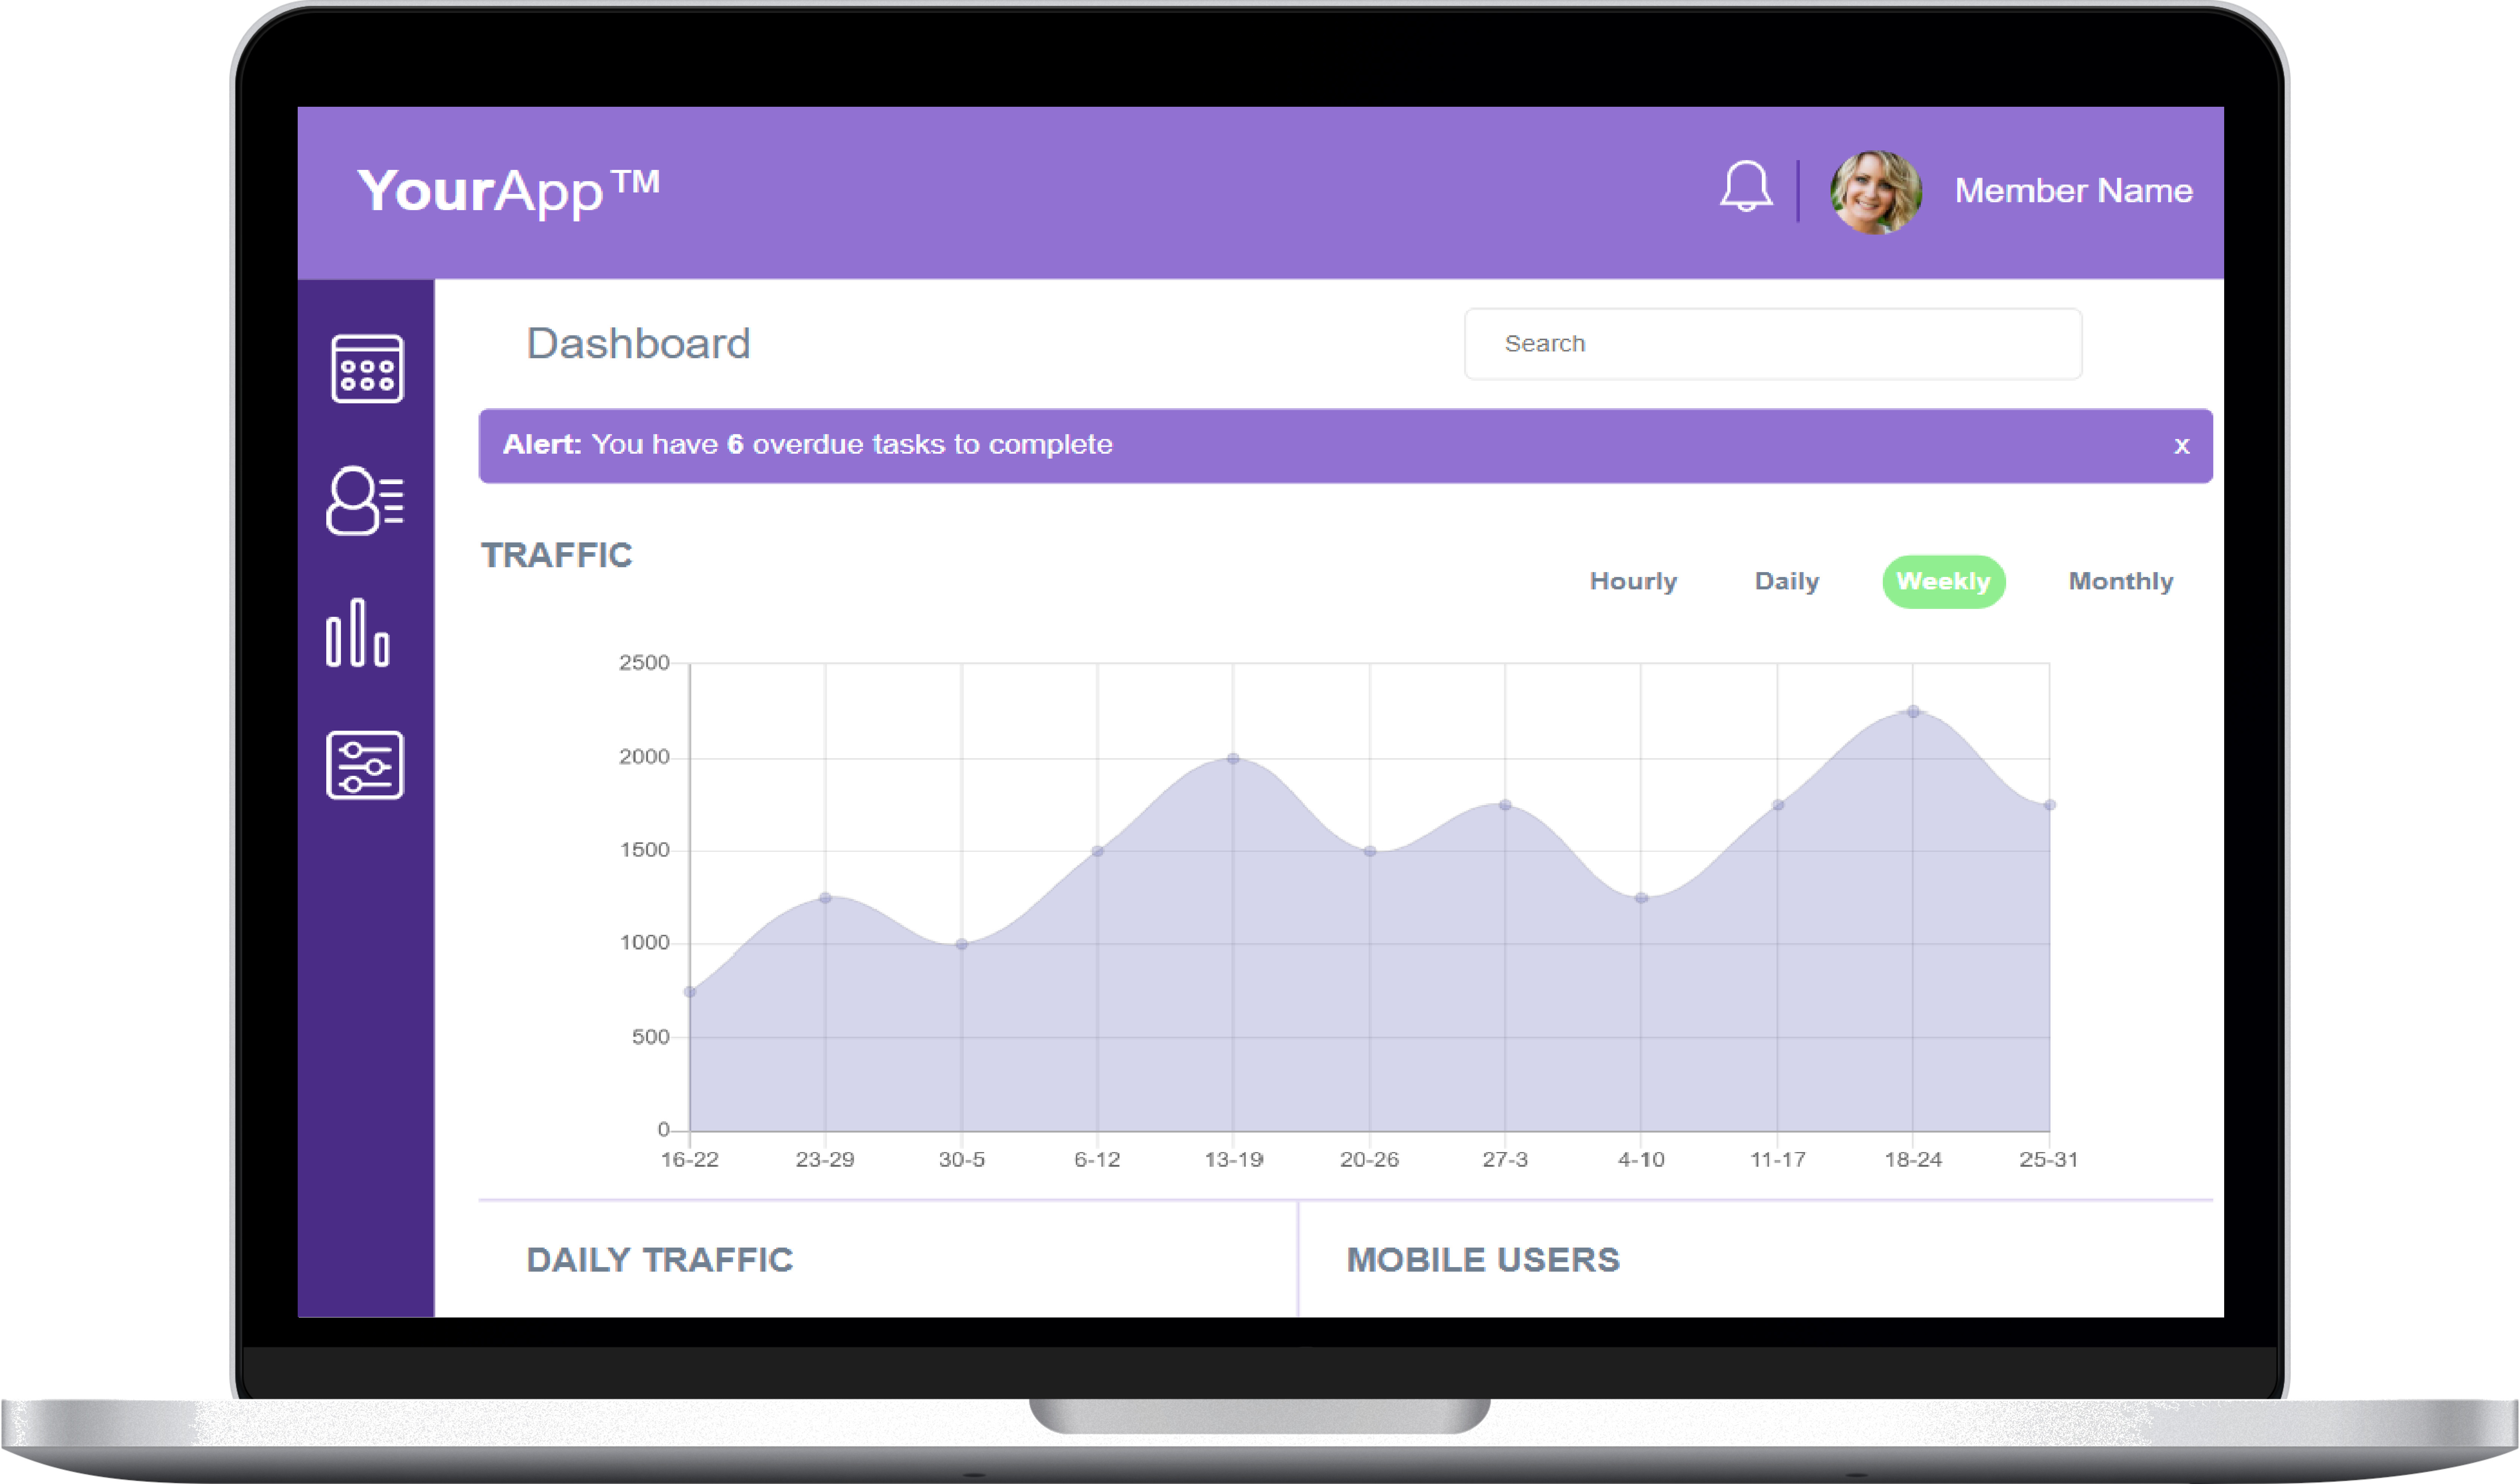 YourApp™
Member Name
Dashboard
Search
Alert: You have 6 overdue tasks to complete
x
TRAFFIC
Hourly Daily Weekly Monthly
2500
2000
1500
1000
500
0
16-22 23-29 30-5 6-12 13-19 20-26 27-3 4-10 11-17 18-24 25-31
DAILY TRAFFIC
MOBILE USERS